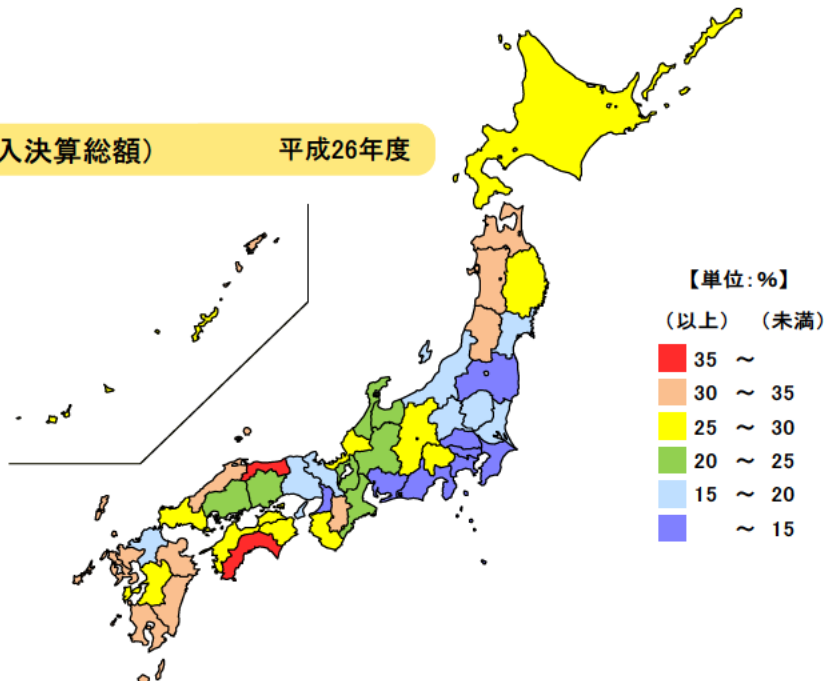 入決算総額） 平成26年度
【単位：%】
（以上） （未満）
35 ～
30 ～ 35
25 ～ 30
20 ～ 25
15 ～ 20
～ 15